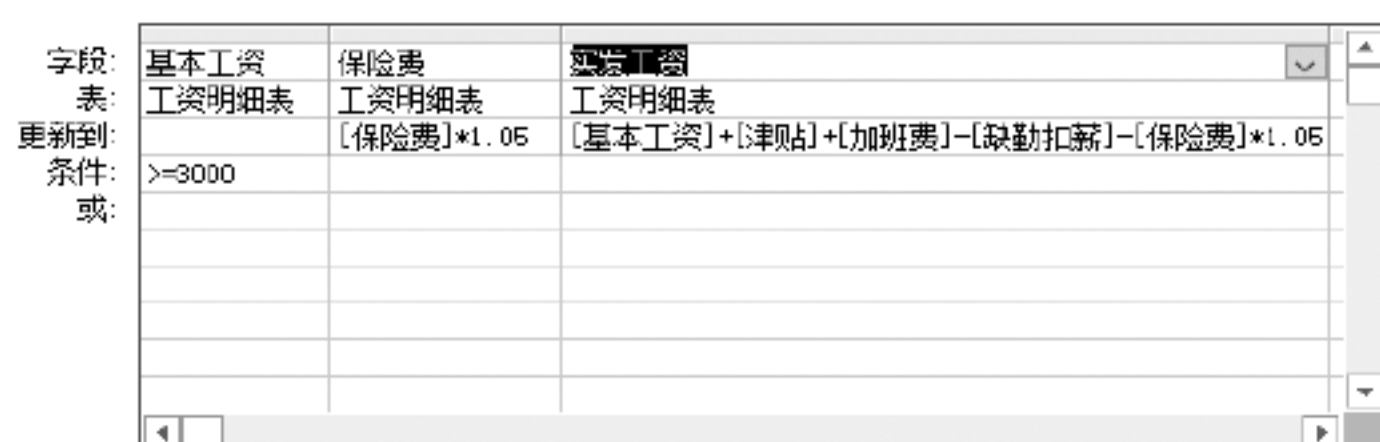 字段: 基本工资 保险费 实发工资
表: 工资明细表 工资明细表 工资明细表
更新到: [保险费]*1.05 [基本工资]+[津贴]+[加班费]-[缺勤扣薪]-[保险费]*1.05
条件: >=3000
或: